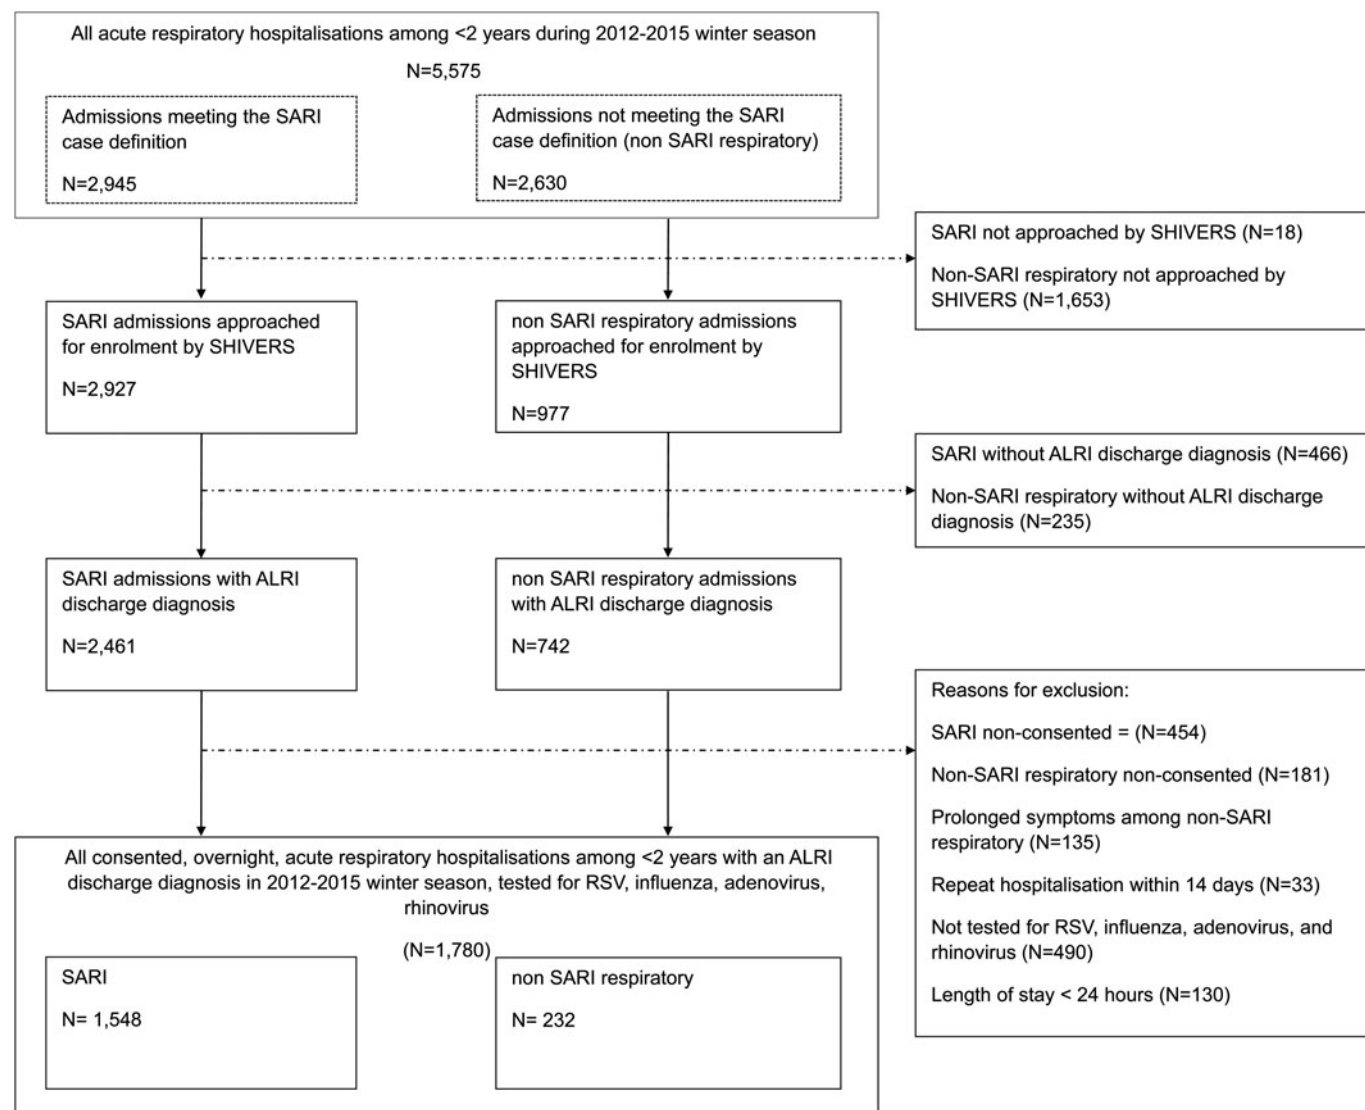 All acute respiratory hospitalisations among <2 years during 2012-2015 winter season
N=5,575
Admissions meeting the SARI
case definition
N=2,945
Admissions not meeting the SARI
case definition (non SARI respiratory)
N=2,630
SARI not approached by SHIVERS (N=18)
Non-SARI respiratory not approached by
SHIVERS (N=1,653)
SARI admissions approached
for enrolment by SHIVERS
N=2,927
non SARI respiratory admissions
approached for enrolment by
SHIVERS
N=977
SARI without ALRI discharge diagnosis (N=466)
Non-SARI respiratory without ALRI discharge
diagnosis (N=235)
SARI admissions with ALRI
discharge diagnosis
N=2,461
non SARI respiratory admissions
with ALRI discharge diagnosis
N=742
Reasons for exclusion:
SARI non-consented = (N=454)
Non-SARI respiratory non-consented (N=181)
Prolonged symptoms among non-SARI
respiratory (N=135)
Repeat hospitalisation within 14 days (N=33)
Not tested for RSV, influenza, adenovirus, and
rhinovirus (N=490)
Length of stay < 24 hours (N=130)
All consented, overnight, acute respiratory hospitalisations among <2 years with an ALRI
discharge diagnosis in 2012-2015 winter season, tested for RSV, influenza, adenovirus,
rhinovirus
(N=1,780)
SARI
N= 1,548
non SARI respiratory
N= 232